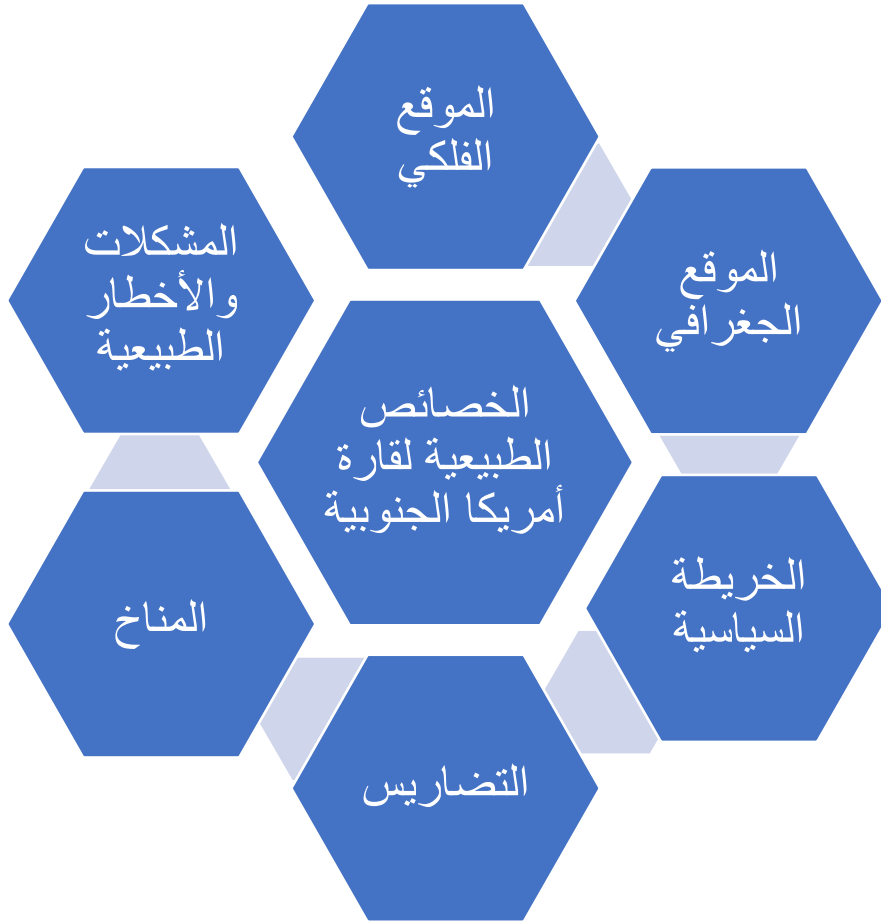 الموقع
الفلكي
الموقع
الجغرافي
الخريطة
السياسية
التضاريس
المناخ
المشكلات
والأخطار
الطبيعية
الخصائص
الطبيعية لقارة
أمريكا الجنوبية